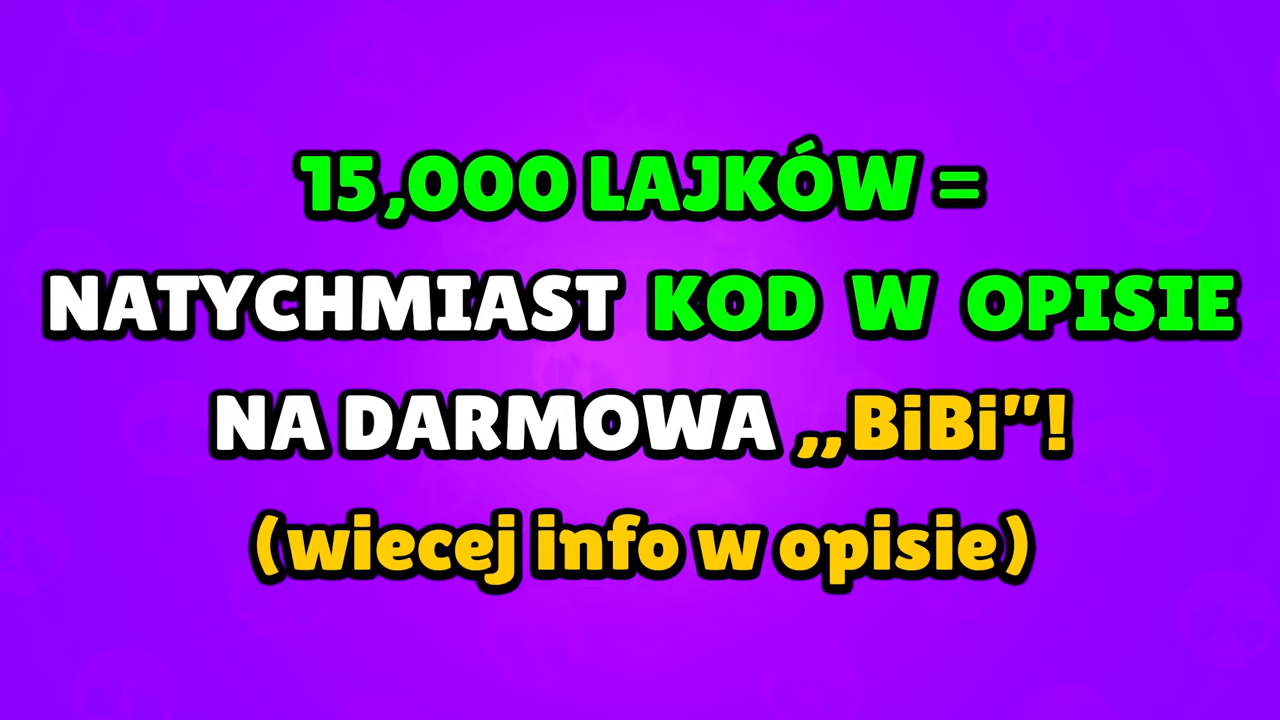 15,000 LAJKÓW =
NATYCHMIAST KOD W OPISIE
NA DARMOWA ,,BiBi"!
(wiecej info w opisie)